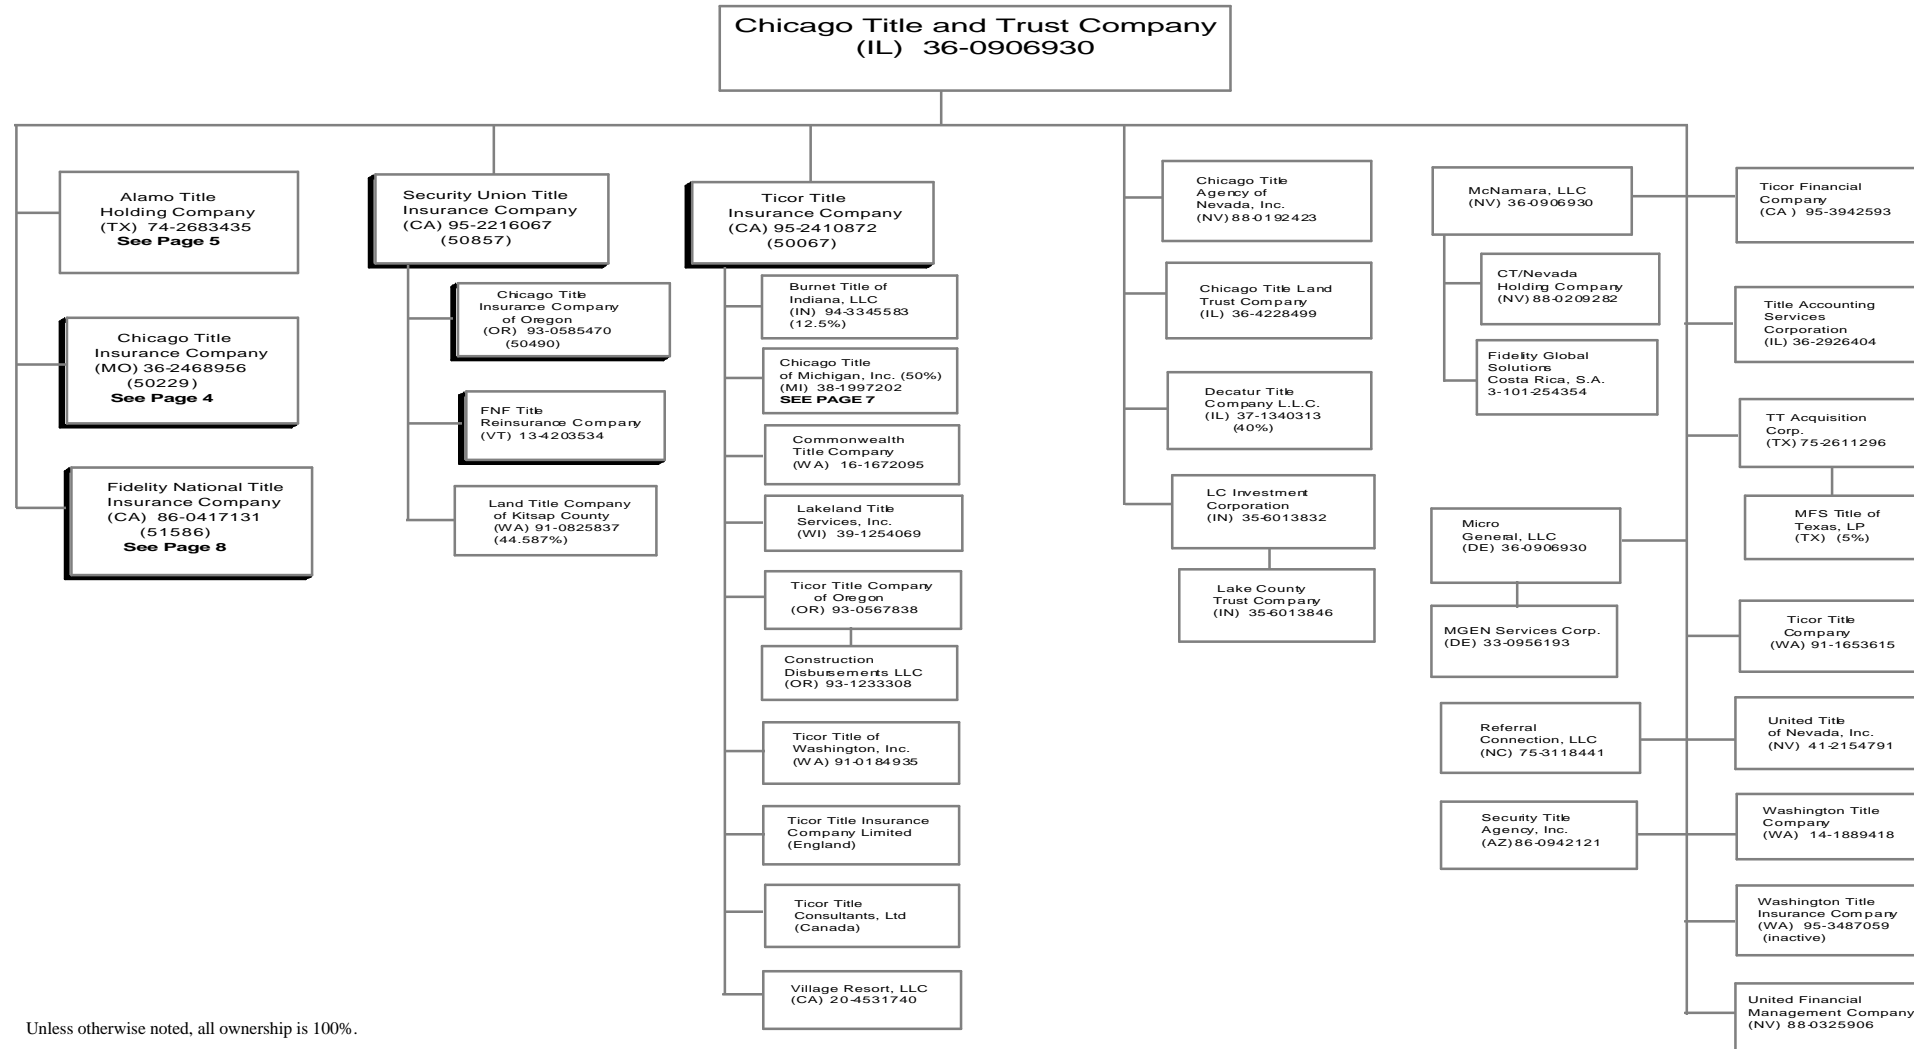 Chicago Title and Trust Company
(IL) 36-0906930
Alamo Title
Holding Company
(TX) 74-2683435
See Page 5
Chicago Title
Insurance Company
(MO) 36-2468956
(50229)
See Page 4
Fidelity National Title
Insurance Company
(CA) 86-0417131
(51586)
See Page 8
Security Union Title
Insurance Company
(CA) 95-2216067
(50857)
Chicago Title
Insurance Company
of Oregon
(OR) 93-0585470
(50490)
FNF Title
Reinsurance Company
(VT) 13-4203534
Land Title Company
of Kitsap County
(WA) 91-0825837
(44.587%)
Ticor Title
Insurance Company
(CA) 95-2410872
(50067)
Burnet Title of
Indiana, LLC
(IN) 94-3345583
(12.5%)
Chicago Title
of Michigan, Inc. (50%)
(MI) 38-1997202
SEE PAGE 7
Commonwealth
Title Company
(WA) 16-1672095
Lakeland Title
Services, Inc.
(WI) 39-1254069
Ticor Title Company
of Oregon
(OR) 93-0567838
Construction
Disbursements LLC
(OR) 93-1233308
Ticor Title of
Washington, Inc.
(WA) 91-0184935
Ticor Title Insurance
Company Limited
(England)
Ticor Title
Consultants, Ltd
(Canada)
Village Resort, LLC
(CA) 20-4531740
Chicago Title
Agency of
Nevada, Inc.
(NV) 88-0192423
Chicago Title Land
Trust Company
(IL) 36-4228499
Decatur Title
Company L.L.C.
(IL) 37-1340313
(40%)
LC Investment
Corporation
(IN) 35-6013832
Lake County
Trust Company
(IN) 35-6013846
McNamara, LLC
(NV) 36-0906930
CT/Nevada
Holding Company
(NV) 88-0209282
Fidelity Global
Solutions
Costa Rica, S.A.
3-101-254354
Micro
General, LLC
(DE) 36-0906930
MGEN Services Corp.
(DE) 33-0956193
Referral
Connection, LLC
(NC) 75-3118441
Security Title
Agency, Inc.
(AZ) 86-0942121
Ticor Financial
Company
(CA ) 95-3942593
Title Accounting
Services
Corporation
(IL) 36-2926404
TT Acquisition
Corp.
(TX) 75-2611296
MFS Title of
Texas, LP
(TX) (5%)
Ticor Title
Company
(WA) 91-1653615
United Title
of Nevada, Inc.
(NV) 41-2154791
Washington Title
Company
(WA) 14-1889418
Washington Title
Insurance Company
(WA) 95-3487059
(inactive)
United Financial
Management Company
(NV) 88-0325906
Unless otherwise noted, all ownership is 100%.